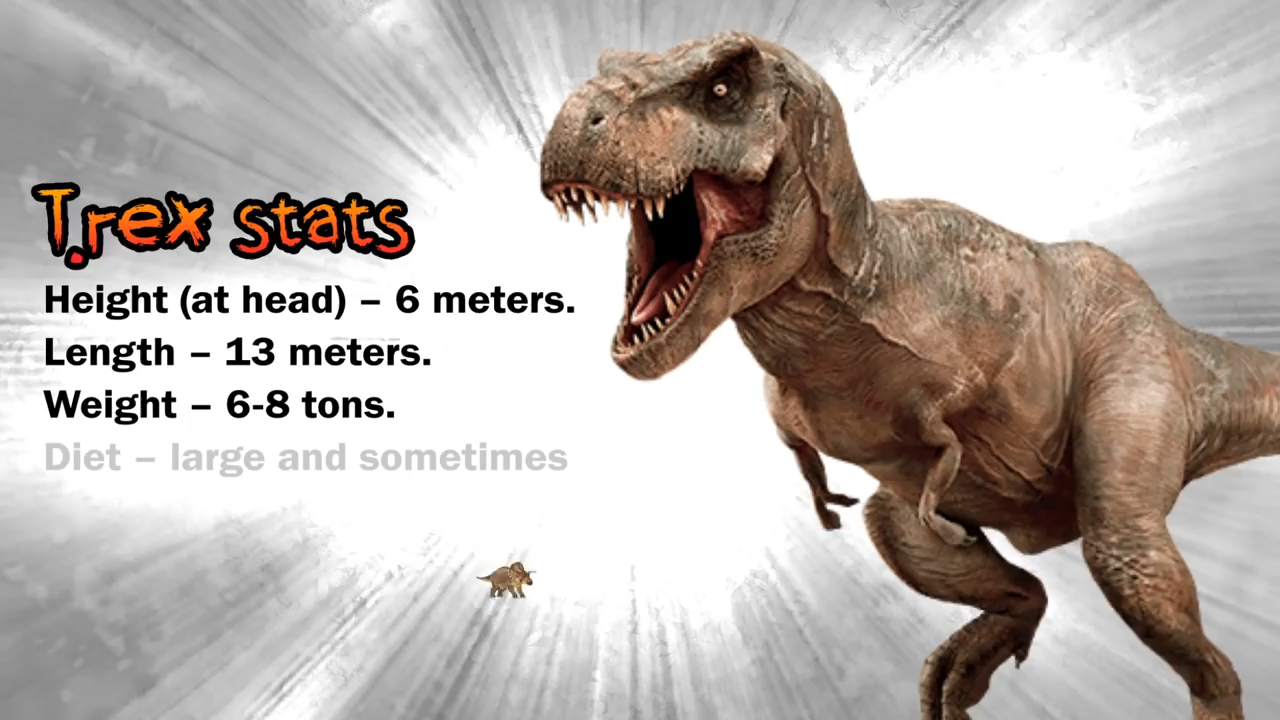 T.rex stats
Height (at head) – 6 meters.
Length – 13 meters.
Weight – 6-8 tons.
Diet – large and sometimes